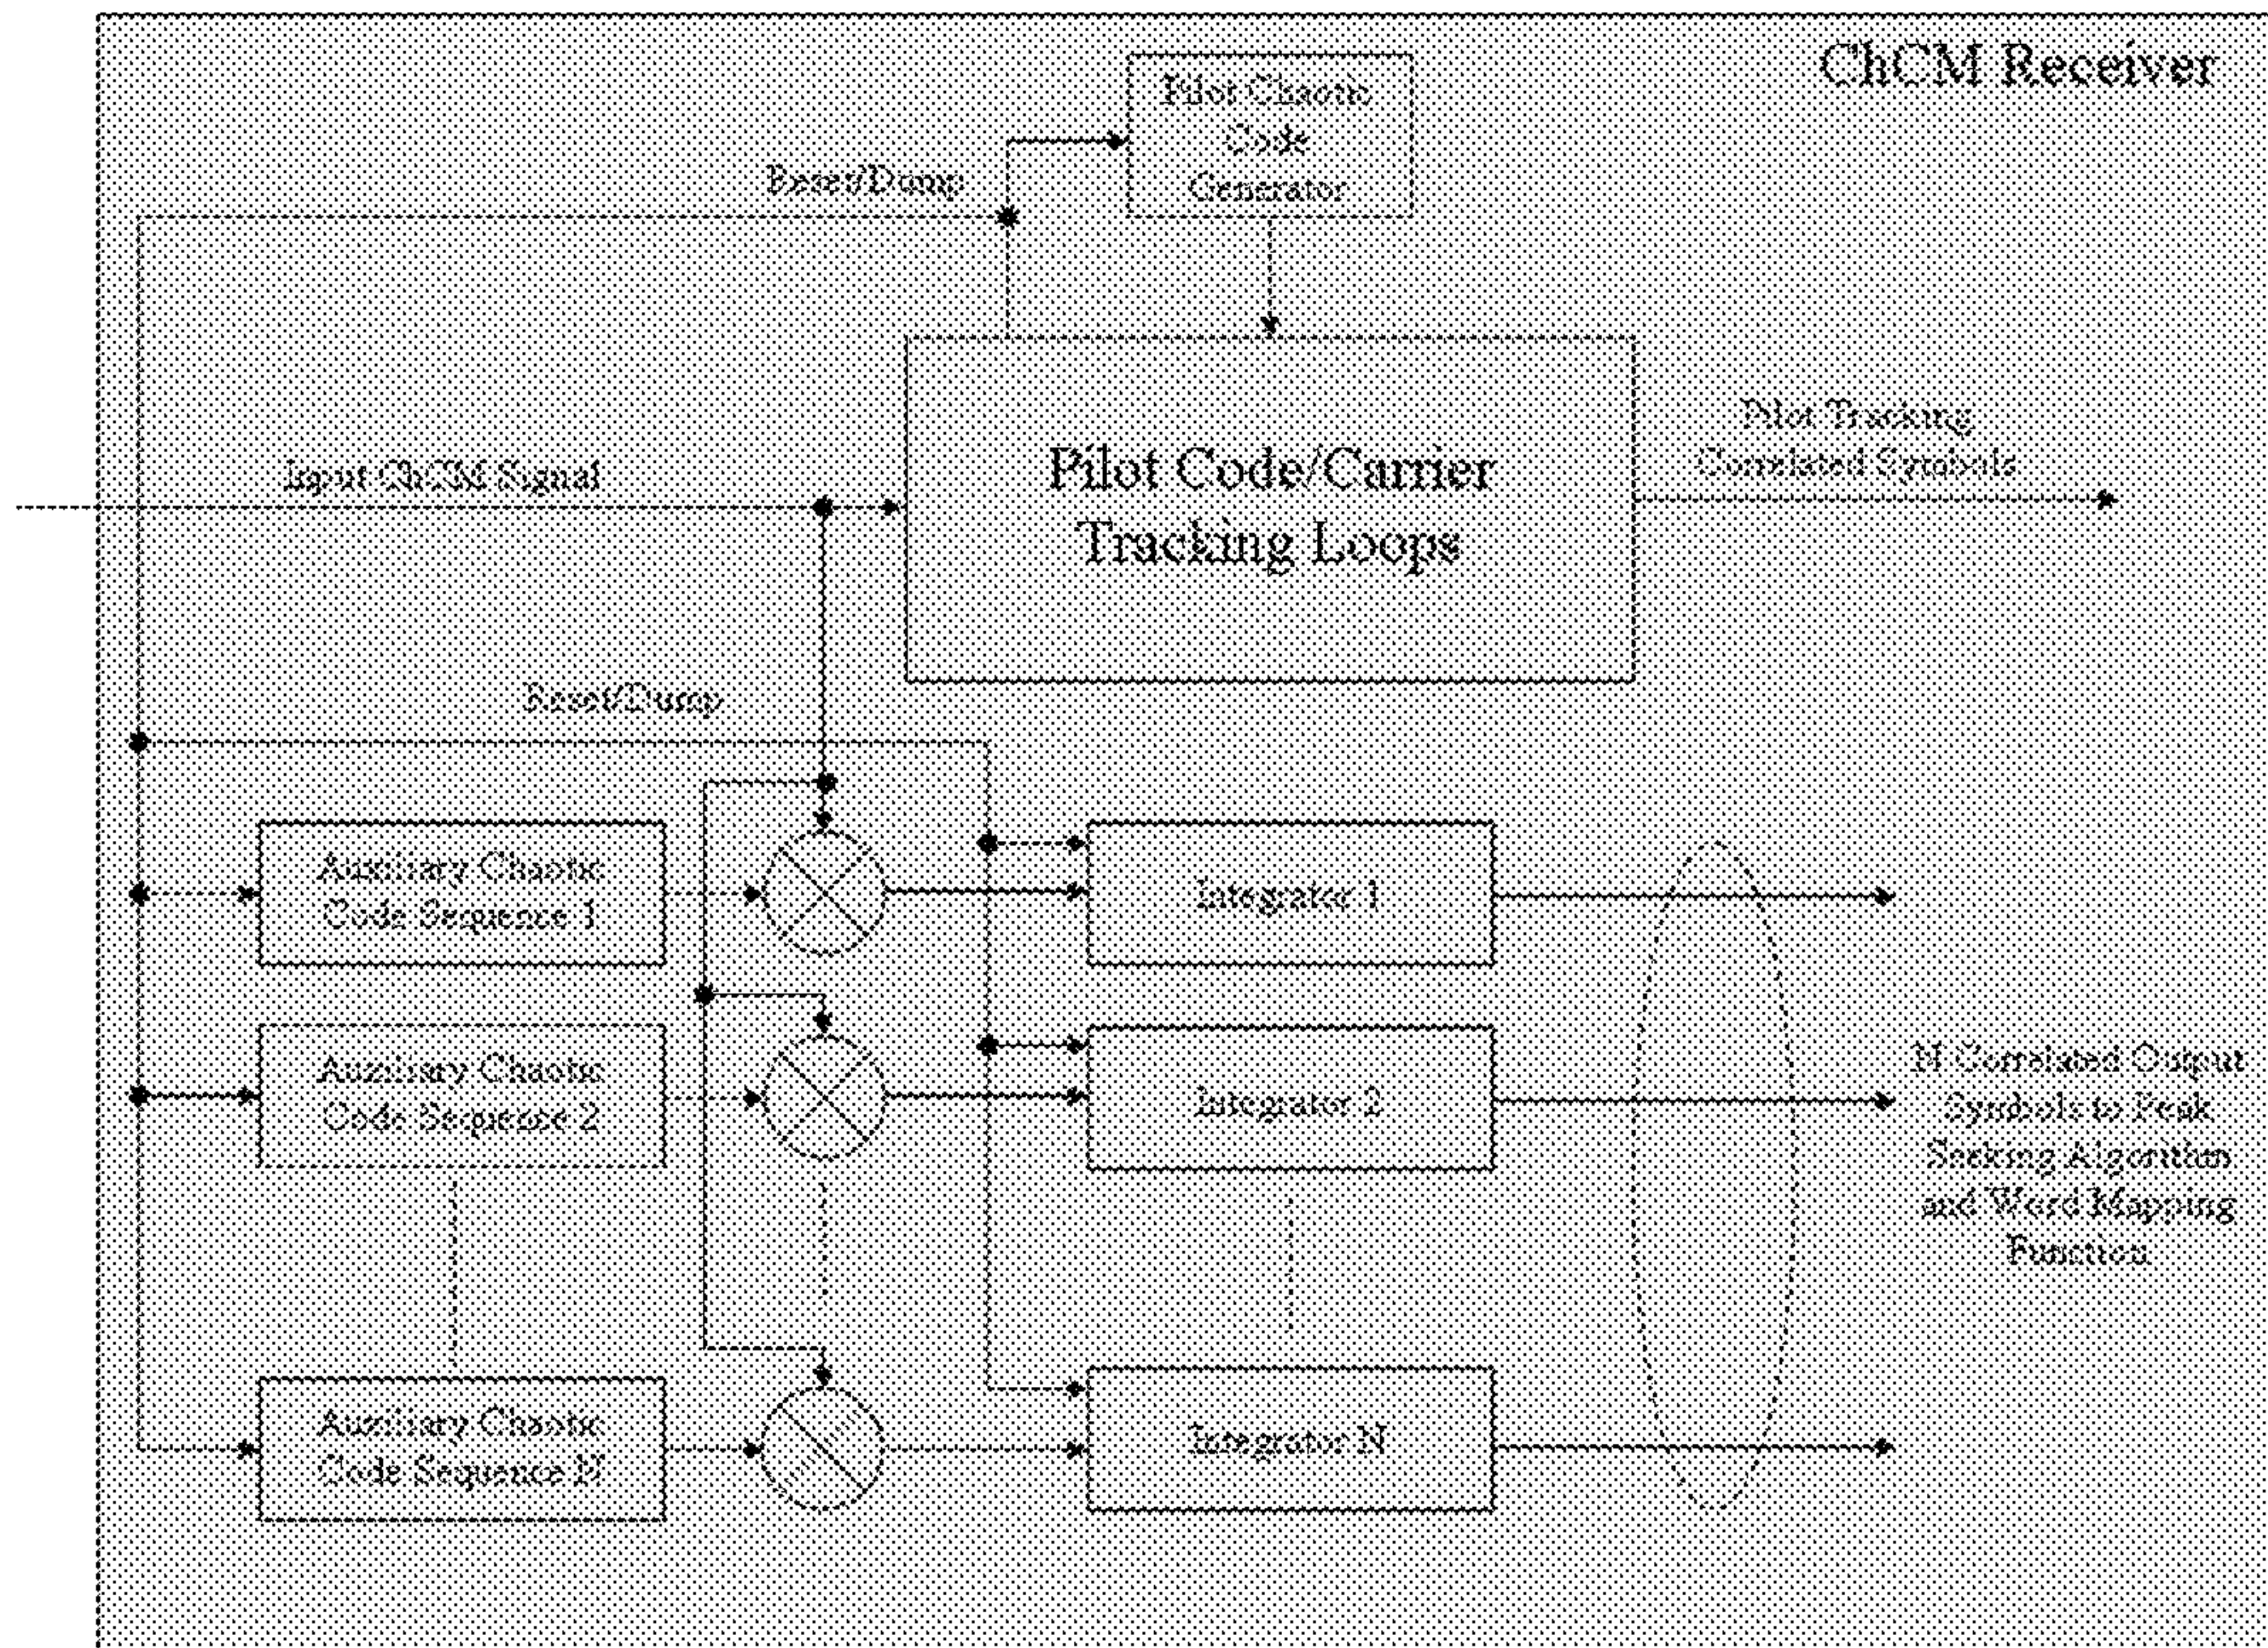 ChCM Receiver
Pilot Chaotic
Code
Generator
Reset/Dump
Input ChCM Signal
Pilot Code/Carrier
Tracking Loops
Pilot Tracking
Correlated Symbols
Reset/Dump
Auxiliary Chaotic
Code Sequence 1
Integrator 1
Auxiliary Chaotic
Code Sequence 2
Integrator 2
N Correlated Output
Symbols to Peak
Seeking Algorithm
and Word Mapping
Function
Auxiliary Chaotic
Code Sequence N
Integrator N